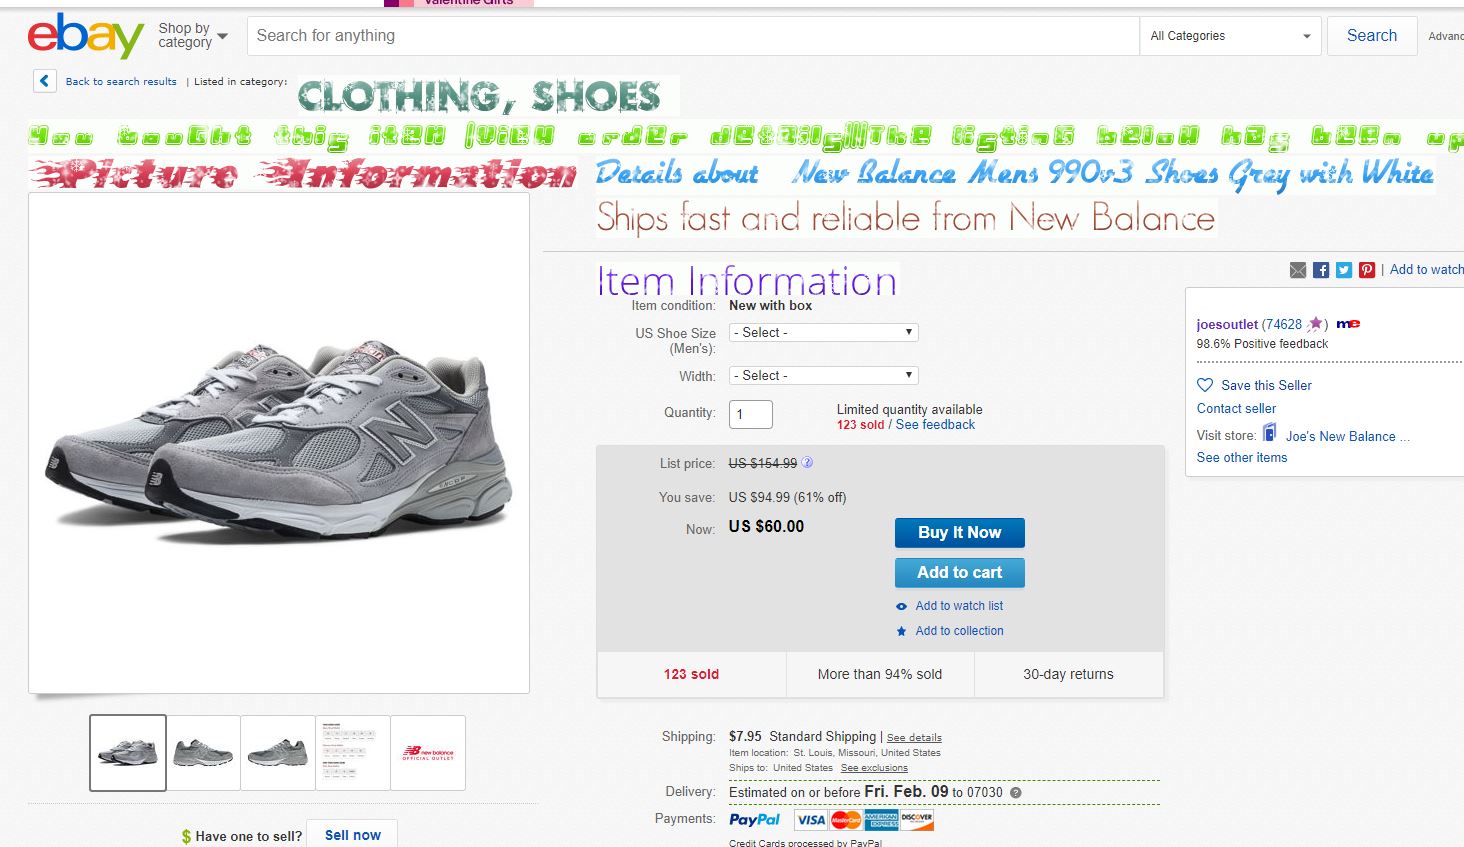 Valentine Gifts
ebay Shop by category Search for anything All Categories Search Advanc
Back to search results | Listed in category: CLOTHING, SHOES
You bought this item |View order details|||The listing below has been up
Picture Information
Details about New Balance Mens 990v3 Shoes Grey with White
Ships fast and reliable from New Balance
Item Information
| Add to watch
Item condition: New with box
US Shoe Size (Men's): - Select -
Width: - Select -
Quantity: 1
Limited quantity available
123 sold / See feedback
List price: US $154.99
You save: US $94.99 (61% off)
Now: US $60.00
Buy It Now
Add to cart
Add to watch list
Add to collection
123 sold More than 94% sold 30-day returns
joesoutlet (74628 ) me
98.6% Positive feedback
Save this Seller
Contact seller
Visit store: Joe's New Balance ...
See other items
Shipping: $7.95 Standard Shipping | See details
Item location: St. Louis, Missouri, United States
Ships to: United States See exclusions
Delivery: Estimated on or before Fri. Feb. 09 to 07030
Payments: PayPal VISA MasterCard AMERICAN EXPRESS DISCOVER
Credit Cards processed by PayPal
new balance
OFFICIAL OUTLET
$ Have one to sell? Sell now